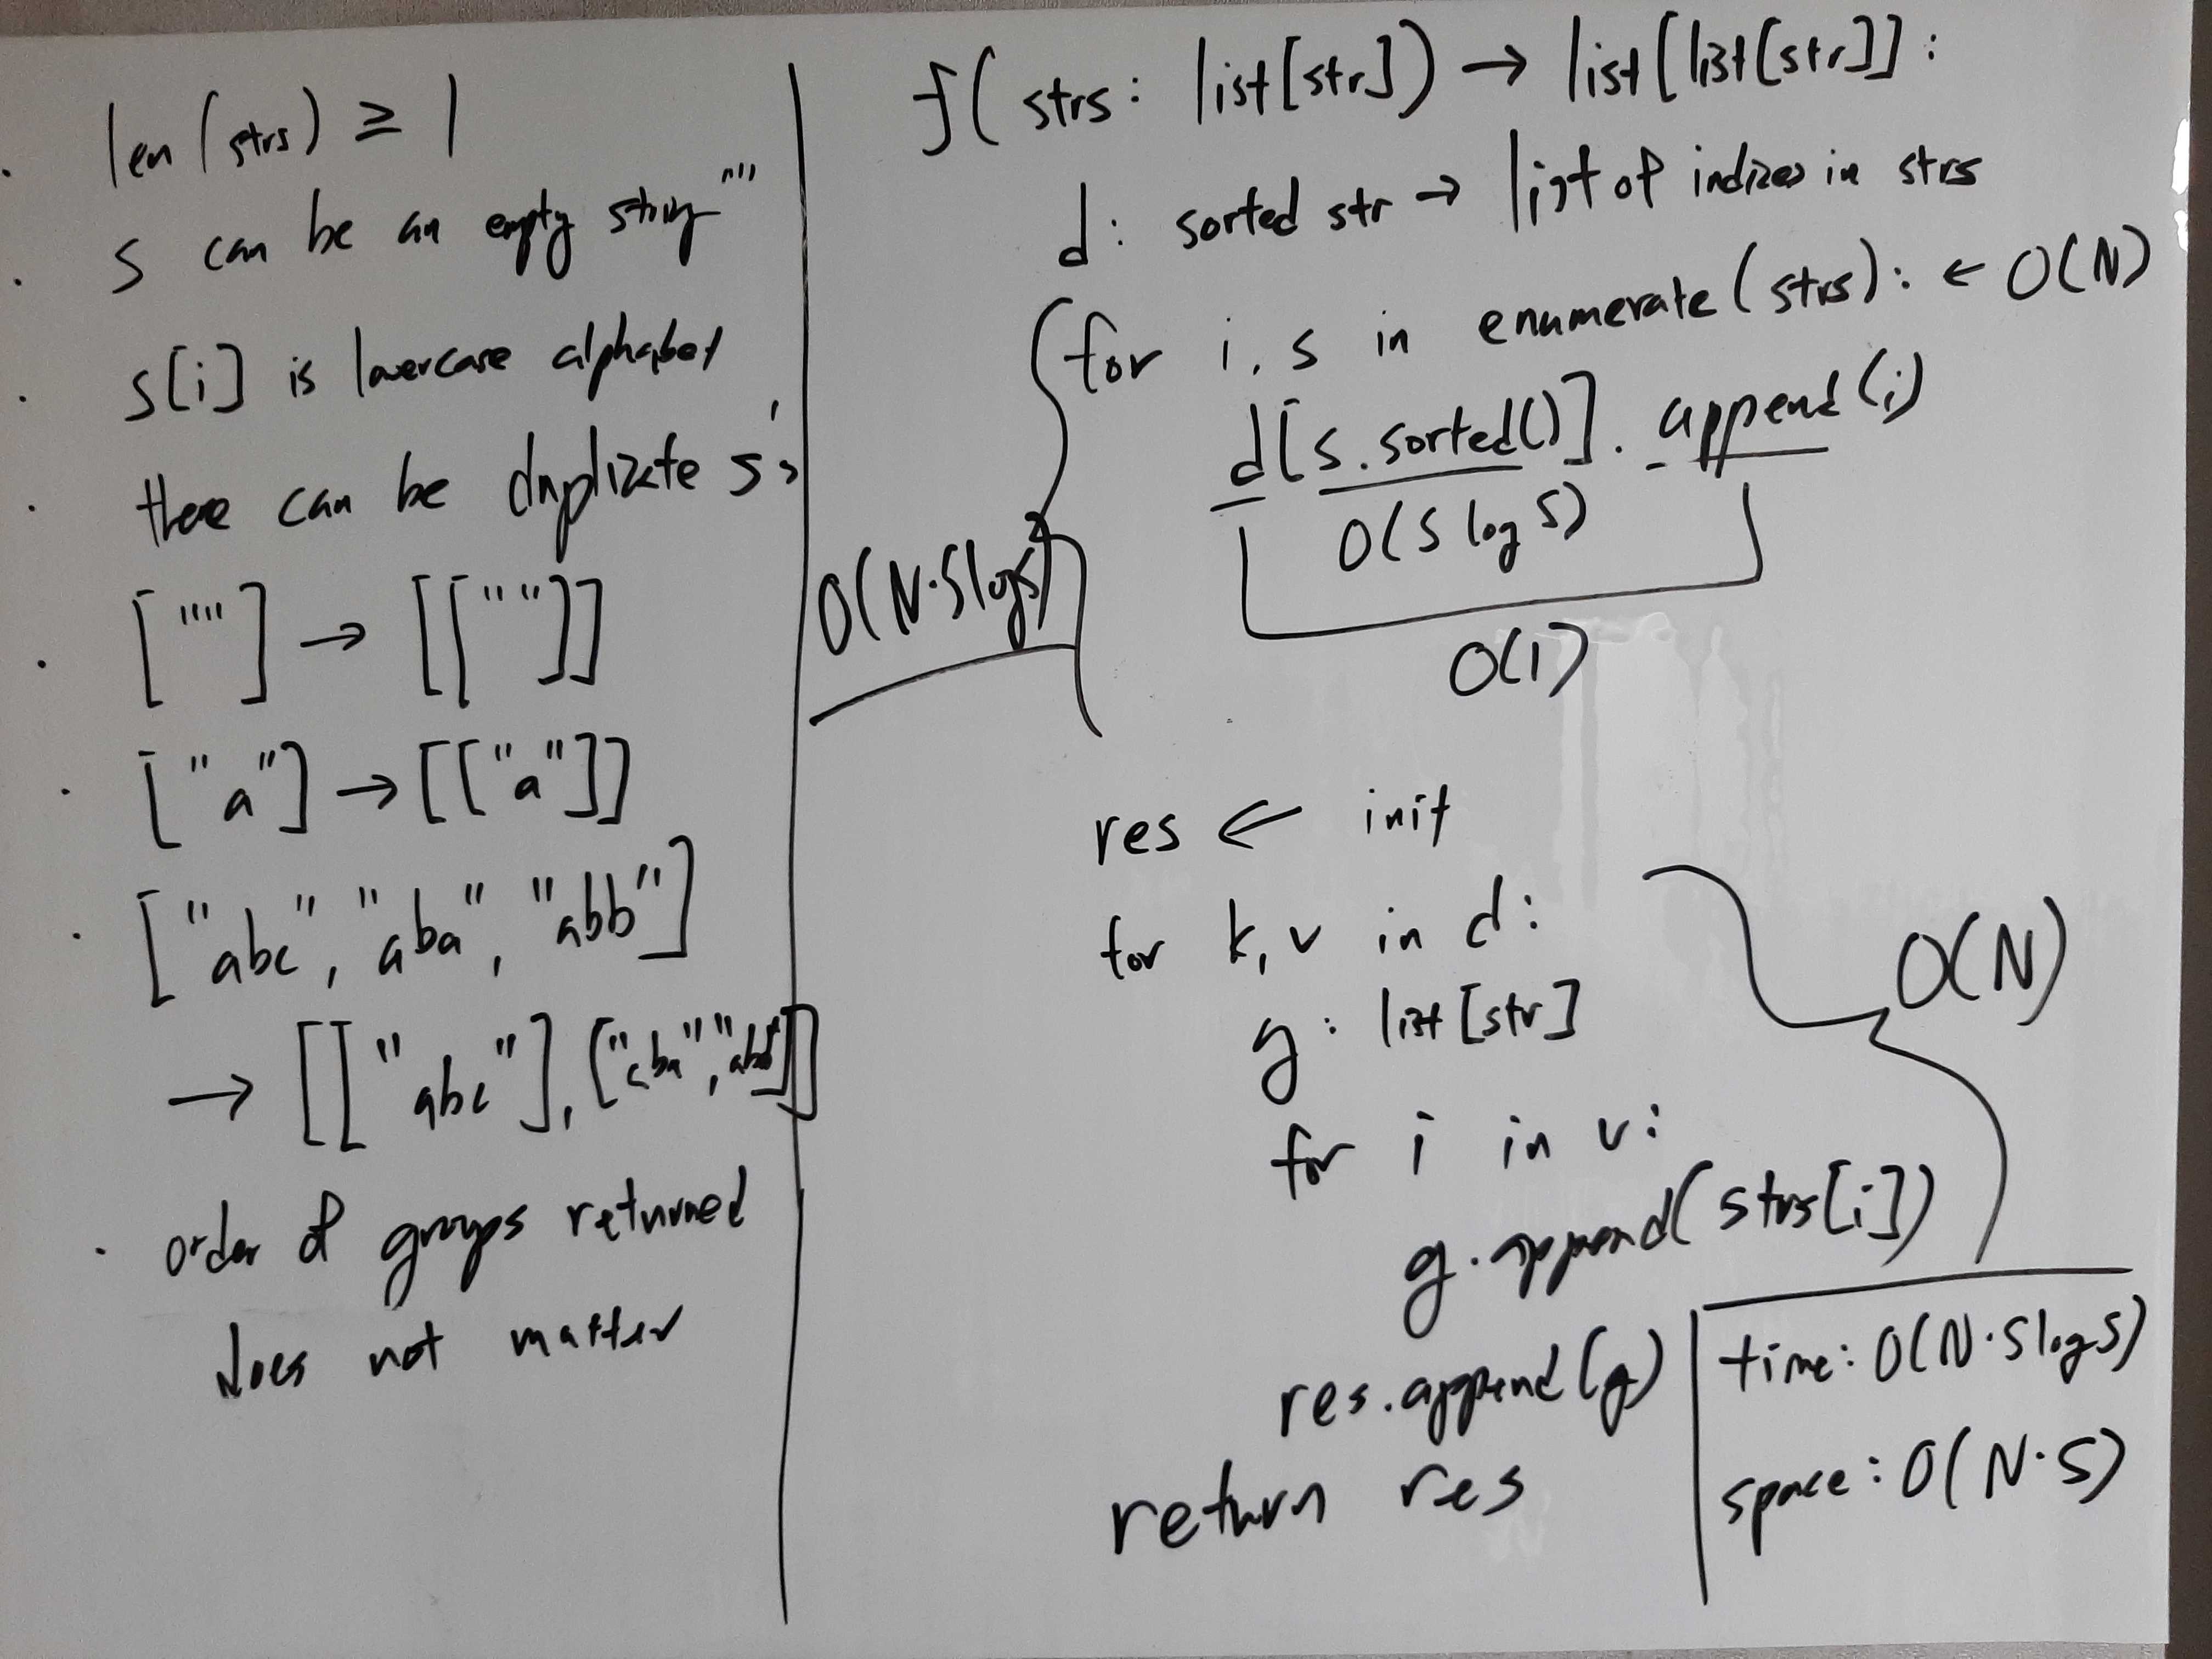 · len(strs) ≥ 1
· s can be an empty string ""
· s[i] is lowercase alphabet
· there can be duplicate s's
· [""] → [[""]]
· ["a"] → [["a"]]
· ["abc", "aba", "abb"]
→ [["abc"], ["aba", "abb"]]
· order of groups returned
does not matter
f(strs: list[str]) → list[list[str]]:
d: sorted str → list of indices in strs
for i, s in enumerate(strs): ← O(N)
d[s.sorted()].append(i)
O(S log S)
O(N·S log S)
O(1)
res ← init
for k, v in d:
O(N)
g: list[str]
for i in v:
g.append(strs[i])
res.append(g)
return res
time: O(N·S log S)
space: O(N·S)